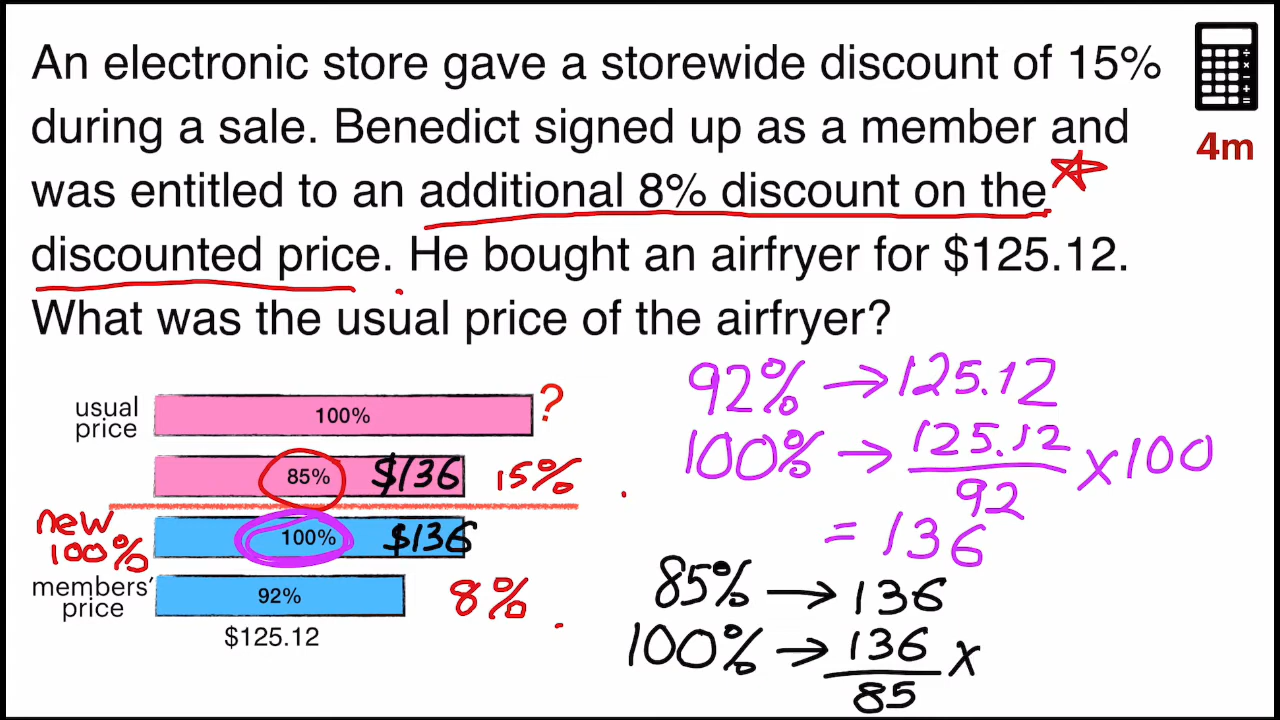 An electronic store gave a storewide discount of 15%
during a sale. Benedict signed up as a member and
was entitled to an additional 8% discount on the
discounted price. He bought an airfryer for $125.12.
What was the usual price of the airfryer?
4m
usual
price
100%
?
85%
$136
15%
new
100%
100%
$136
members'
price
92%
8%
$125.12
92% → 125.12
100% → 125.12/92 × 100
= 136
85% → 136
100% → 136/85 ×